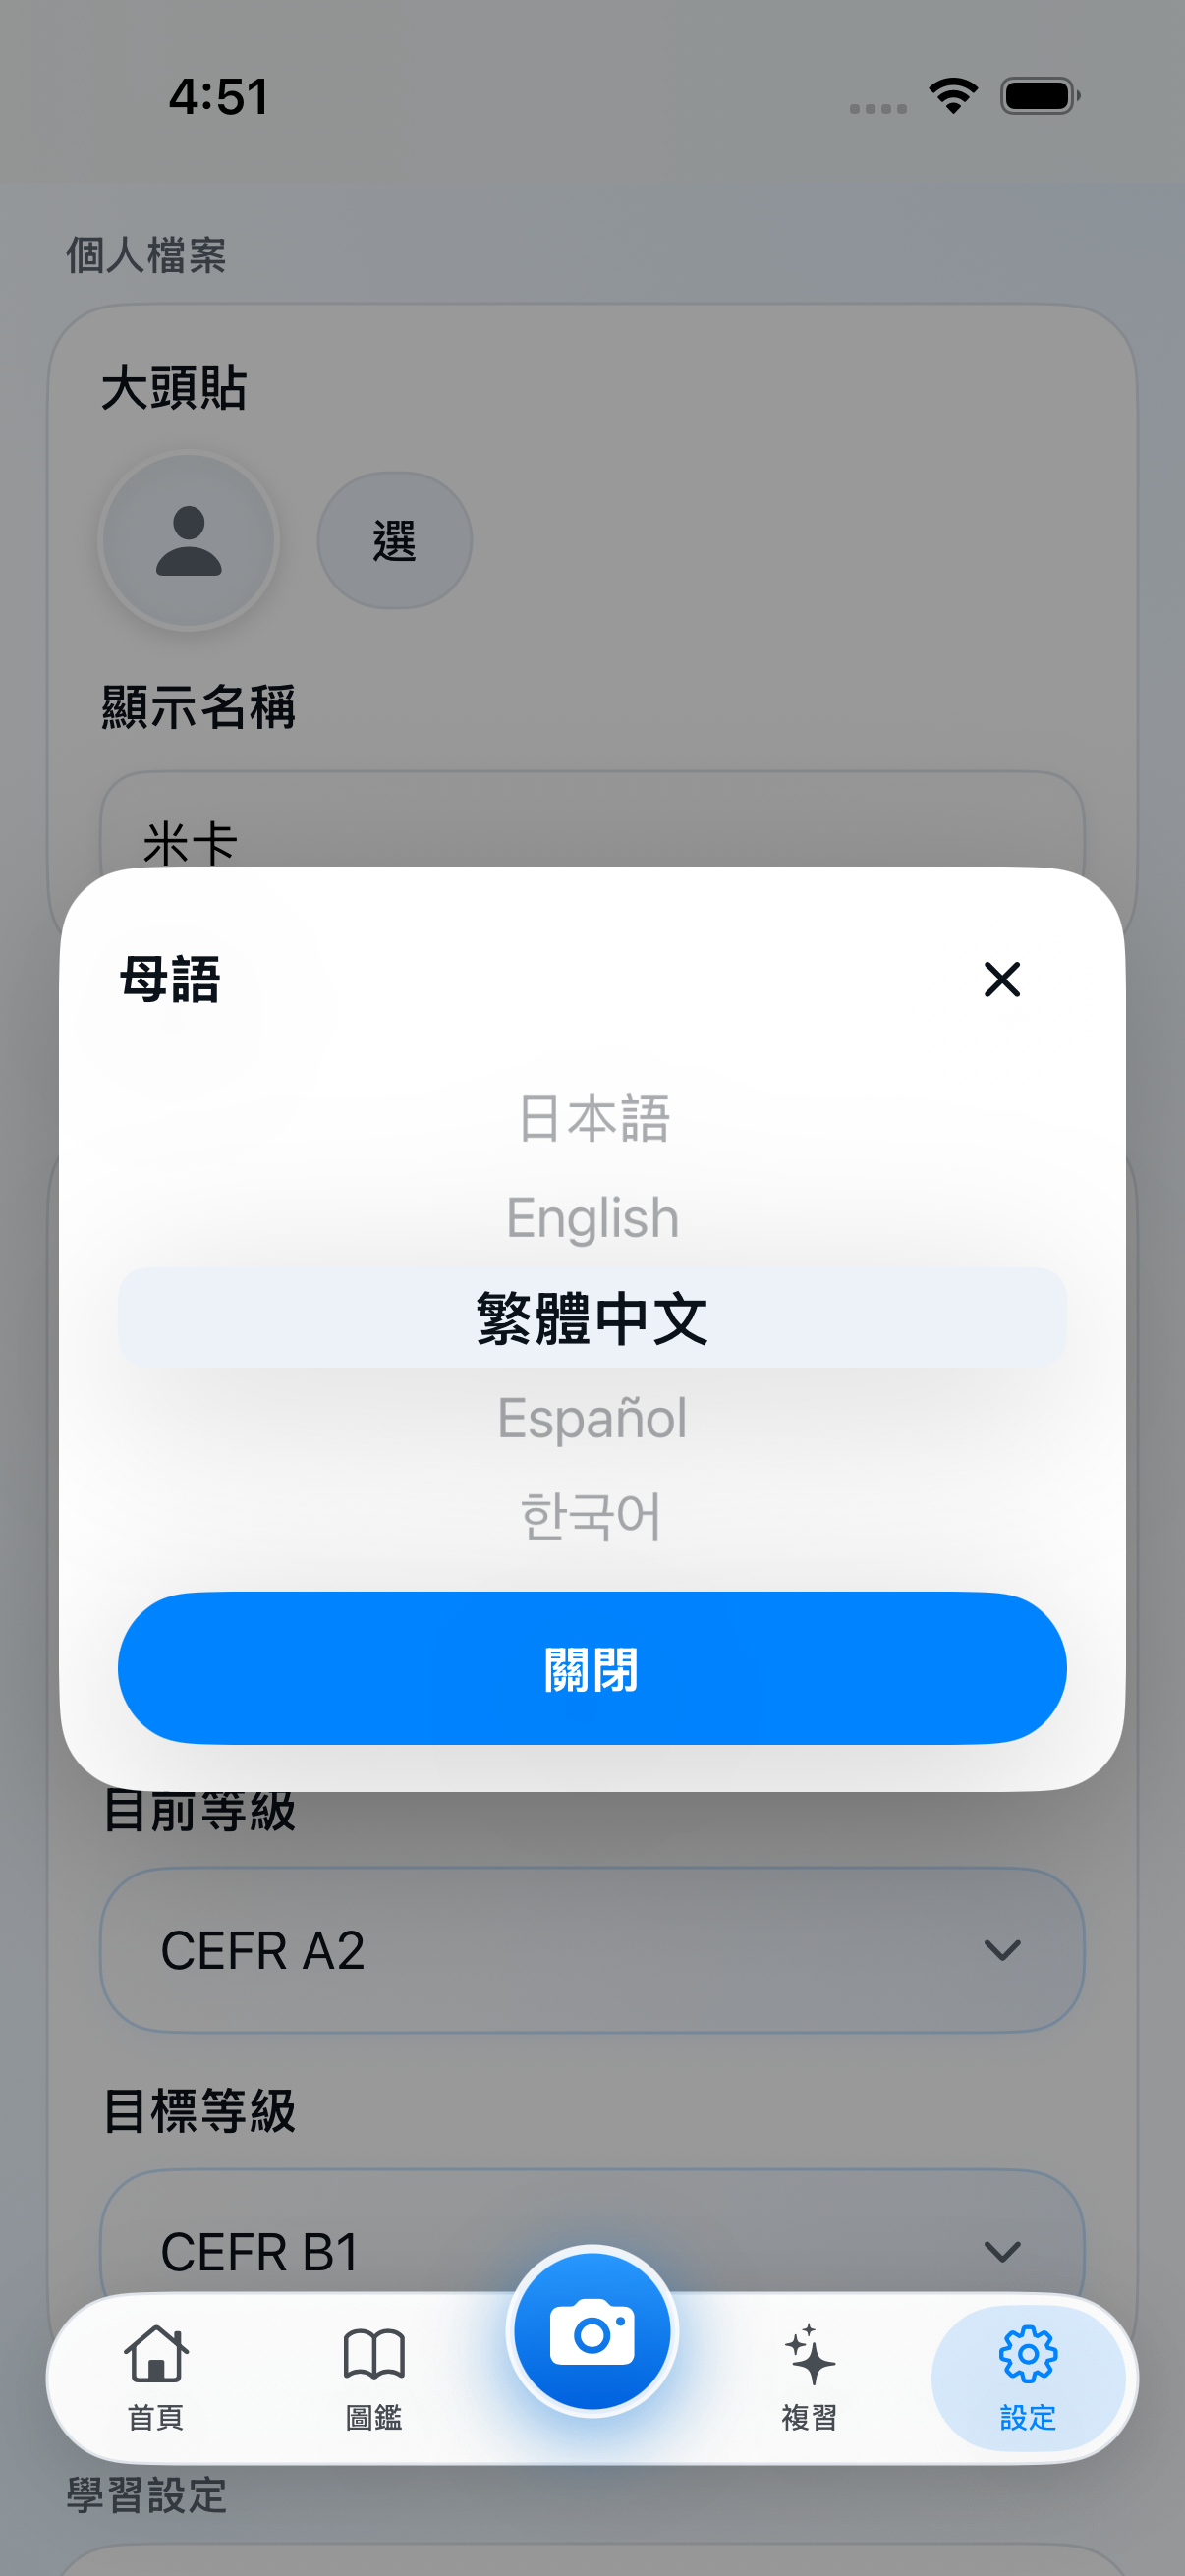 4:51
個人檔案
大頭貼
選
顯示名稱
米卡
母語
日本語
English
繁體中文
Español
한국어
關閉
目前等級
CEFR A2
目標等級
CEFR B1
首頁
圖鑑
複習
設定
學習設定